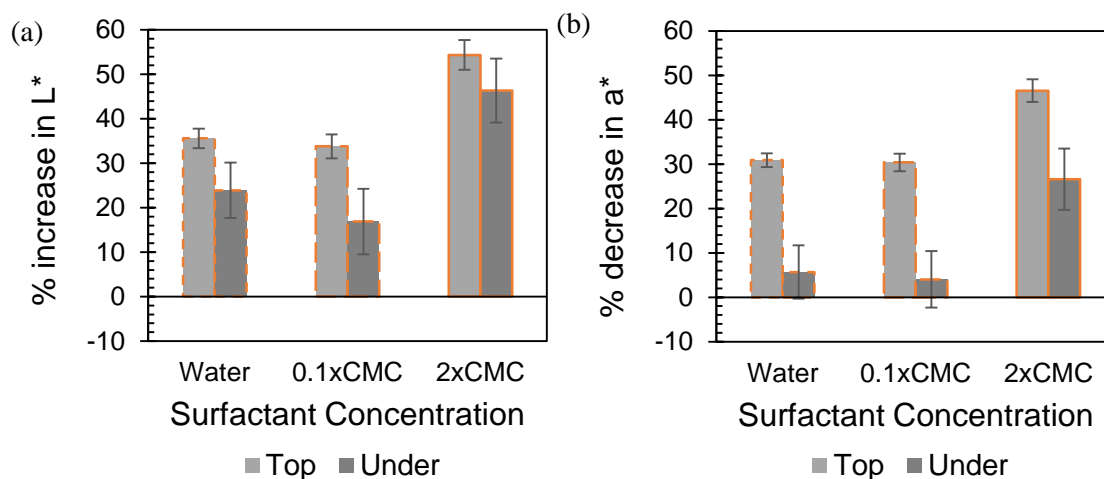 (a)
% increase in L*
60
50
40
30
20
10
0
-10
Water 0.1xCMC 2xCMC
Surfactant Concentration
Top Under
(b)
% decrease in a*
60
50
40
30
20
10
0
-10
Water 0.1xCMC 2xCMC
Surfactant Concentration
Top Under